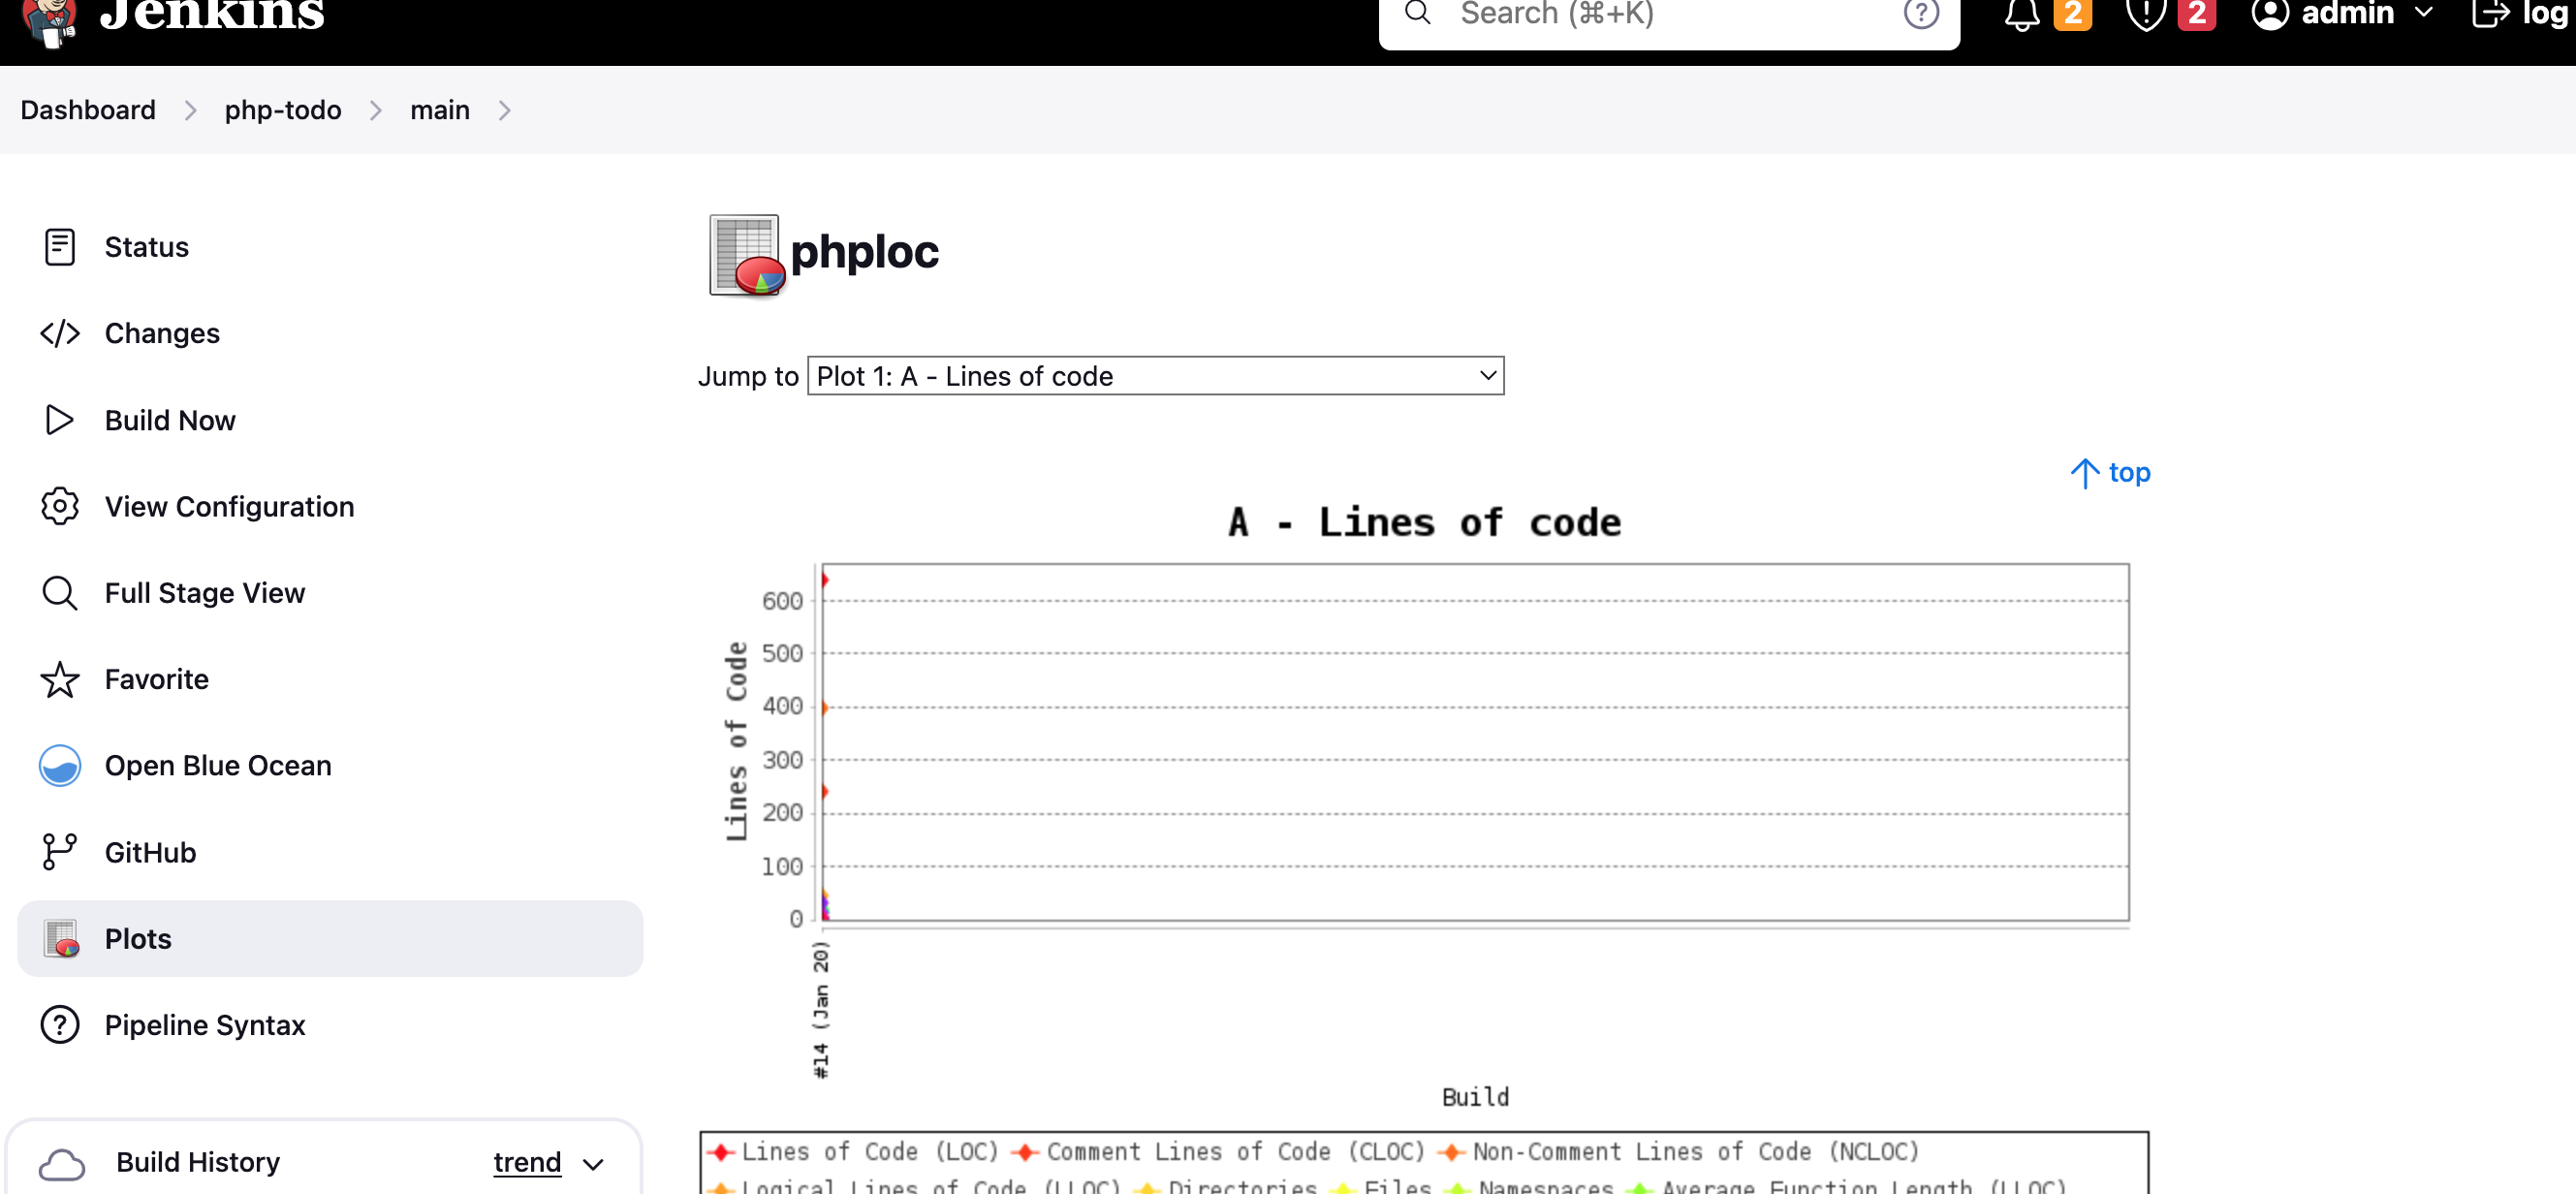 Jenkins
Search (⌘+K)
2
2
admin
log
Dashboard
php-todo
main
Status
Changes
Build Now
View Configuration
Full Stage View
Favorite
Open Blue Ocean
GitHub
Plots
Pipeline Syntax
Build History
trend
phploc
Jump to
Plot 1: A - Lines of code
top
A - Lines of code
Lines of Code
600
500
400
300
200
100
0
#14 (Jan 20)
Build
Lines of Code (LOC) Comment Lines of Code (CLOC) Non-Comment Lines of Code (NCLOC)
Logical Lines of Code (LLOC) Directories Files Namespaces Average Function Length (LLOC)